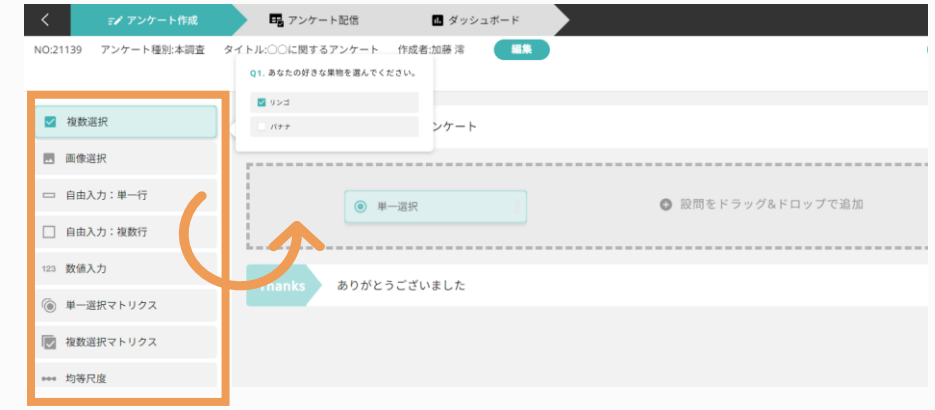 アンケート作成
アンケート配信
ダッシュボード
NO:21139 アンケート種別:本調査 タイトル:○○に関するアンケート 作成者:加藤 澪 編集
Q1. あなたの好きな果物を選んでください。
リンゴ
バナナ
複数選択
画像選択
自由入力：単一行
自由入力：複数行
123 数値入力
単一選択マトリクス
複数選択マトリクス
均等尺度
ンケート
単一選択
設問をドラッグ&ドロップで追加
Thanks
ありがとうございました